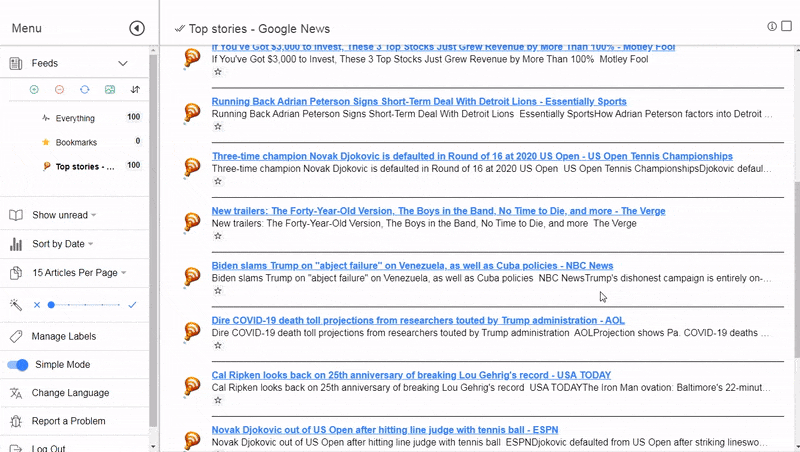 Menu
Feeds
Everything 100
Bookmarks 0
Top stories - ... 100
Show unread
Sort by Date
15 Articles Per Page
Manage Labels
Simple Mode
Change Language
Report a Problem
Log Out
Top stories - Google News
If You've Got $3,000 to Invest, These 3 Top Stocks Just Grew Revenue by More Than 100% - Motley Fool
If You've Got $3,000 to Invest, These 3 Top Stocks Just Grew Revenue by More Than 100%  Motley Fool
Running Back Adrian Peterson Signs Short-Term Deal With Detroit Lions - Essentially Sports
Running Back Adrian Peterson Signs Short-Term Deal With Detroit Lions  Essentially SportsHow Adrian Peterson factors into Detroit ...
Three-time champion Novak Djokovic is defaulted in Round of 16 at 2020 US Open - US Open Tennis Championships
Three-time champion Novak Djokovic is defaulted in Round of 16 at 2020 US Open  US Open Tennis ChampionshipsDjokovic defaul...
New trailers: The Forty-Year-Old Version, The Boys in the Band, No Time to Die, and more - The Verge
New trailers: The Forty-Year-Old Version, The Boys in the Band, No Time to Die, and more  The Verge
Biden slams Trump on "abject failure" on Venezuela, as well as Cuba policies - NBC News
Biden slams Trump on "abject failure" on Venezuela, as well as Cuba policies  NBC NewsTrump's dishonest campaign is entirely on-...
Dire COVID-19 death toll projections from researchers touted by Trump administration - AOL
Dire COVID-19 death toll projections from researchers touted by Trump administration  AOLProjection shows Pa. COVID-19 deaths ...
Cal Ripken looks back on 25th anniversary of breaking Lou Gehrig's record - USA TODAY
Cal Ripken looks back on 25th anniversary of breaking Lou Gehrig's record  USA TODAYThe Iron Man ovation: Baltimore's 22-minut...
Novak Djokovic out of US Open after hitting line judge with tennis ball - ESPN
Novak Djokovic out of US Open after hitting line judge with tennis ball  ESPNDjokovic defaulted from US Open after striking lineswo...